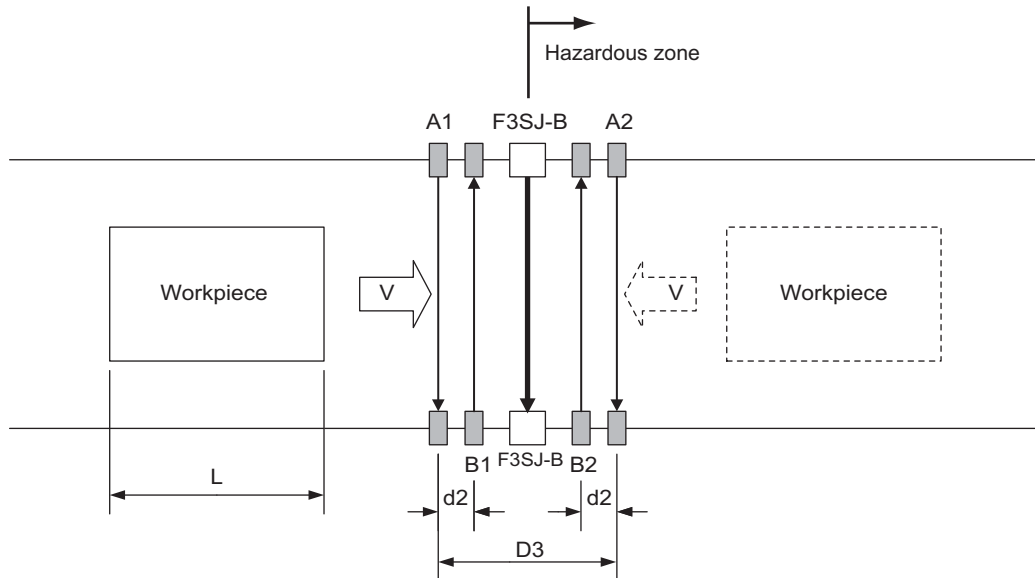 Hazardous zone
A1
F3SJ-B
A2
Workpiece
V
V
Workpiece
B1
F3SJ-B
B2
L
d2
d2
D3